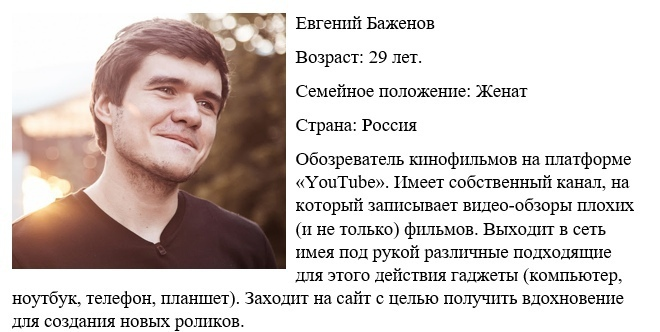 Евгений Баженов
Возраст: 29 лет.
Семейное положение: Женат
Страна: Россия
Обозреватель кинофильмов на платформе
«YouTube». Имеет собственный канал, на
который записывает видео-обзоры плохих
(и не только) фильмов. Выходит в сеть
имея под рукой различные подходящие
для этого действия гаджеты (компьютер,
ноутбук, телефон, планшет). Заходит на сайт с целью получить вдохновение
для создания новых роликов.